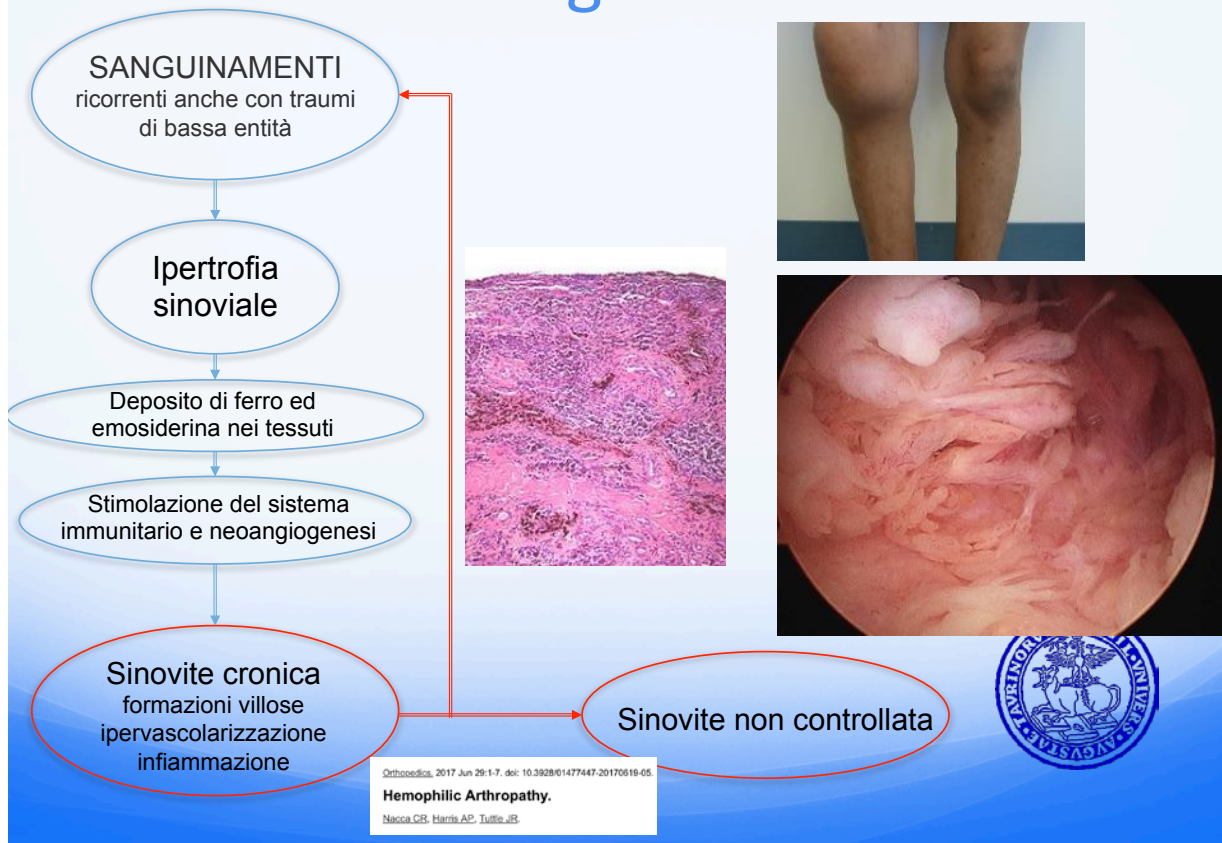 SANGUINAMENTI
ricorrenti anche con traumi
di bassa entità
Ipertrofia
sinoviale
Deposito di ferro ed
emosiderina nei tessuti
Stimolazione del sistema
immunitario e neoangiogenesi
Sinovite cronica
formazioni villose
ipervascolarizzazione
infiammazione
Sinovite non controllata
Orthopedics. 2017 Jun 29:1-7. doi: 10.3928/01477447-20170619-05.
Hemophilic Arthropathy.
Nacca CR, Harris AP, Tuttle JR.